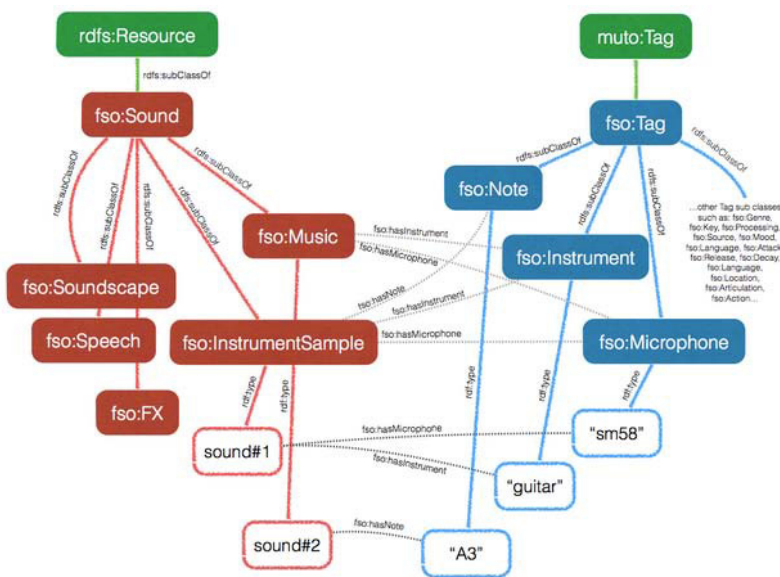 rdfs:Resource
muto:Tag
rdfs:subClassOf
fso:Sound
fso:Tag
rdfs:subClassOf
rdfs:subClassOf
rdfs:subClassOf
rdfs:subClassOf
rdfs:subClassOf
rdfs:subClassOf
rdfs:subClassOf
rdfs:subClassOf
rdfs:subClassOf
fso:Note
...other Tag sub classes
such as: fso:Genre,
fso:Key, fso:Processing,
fso:Source, fso:Mood,
fso:Language, fso:Attack
fso:Release, fso:Decay,
fso:Language,
fso:Location,
fso:Articulation,
fso:Action...
fso:Music
fso:hasInstrument
fso:hasMicrophone
fso:Instrument
fso:Soundscape
fso:hasNote
fso:hasInstrument
fso:Speech
fso:InstrumentSample
fso:hasMicrophone
fso:Microphone
rdf:type
rdf:type
rdf:type
rdf:type
rdf:type
fso:FX
sound#1
fso:hasMicrophone
"sm58"
fso:hasInstrument
"guitar"
sound#2
fso:hasNote
"A3"